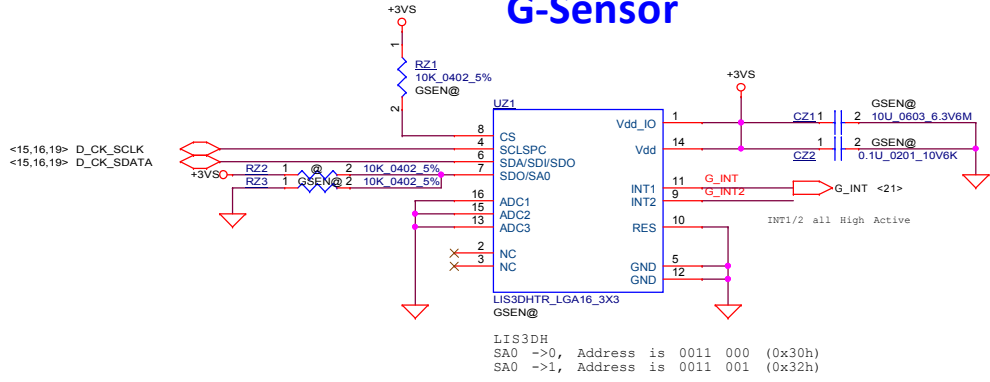 G-Sensor
+3VS
1
RZ1
10K_0402_5%
GSEN@
2
+3VS
UZ1
GSEN@
8 CS
Vdd_IO 1
CZ1 1 2 10U_0603_6.3V6M
<15,16,19> D_CK_SCLK
4 SCLSPC
Vdd 14
1 2 GSEN@
<15,16,19> D_CK_SDATA
6 SDA/SDI/SDO
CZ2
0.1U_0201_10V6K
+3VS
RZ2 1 @ 2 10K_0402_5%
7 SDO/SA0
RZ3 1 GSEN@ 2 10K_0402_5%
INT1 11 G_INT
G_INT <21>
INT2 9 G_INT2
16 ADC1
15 ADC2
13 ADC3
INT1/2 all High Active
RES 10
2 NC
3 NC
GND 5
GND 12
LIS3DHTR_LGA16_3X3
GSEN@
LIS3DH
SA0 ->0, Address is 0011 000 (0x30h)
SA0 ->1, Address is 0011 001 (0x32h)